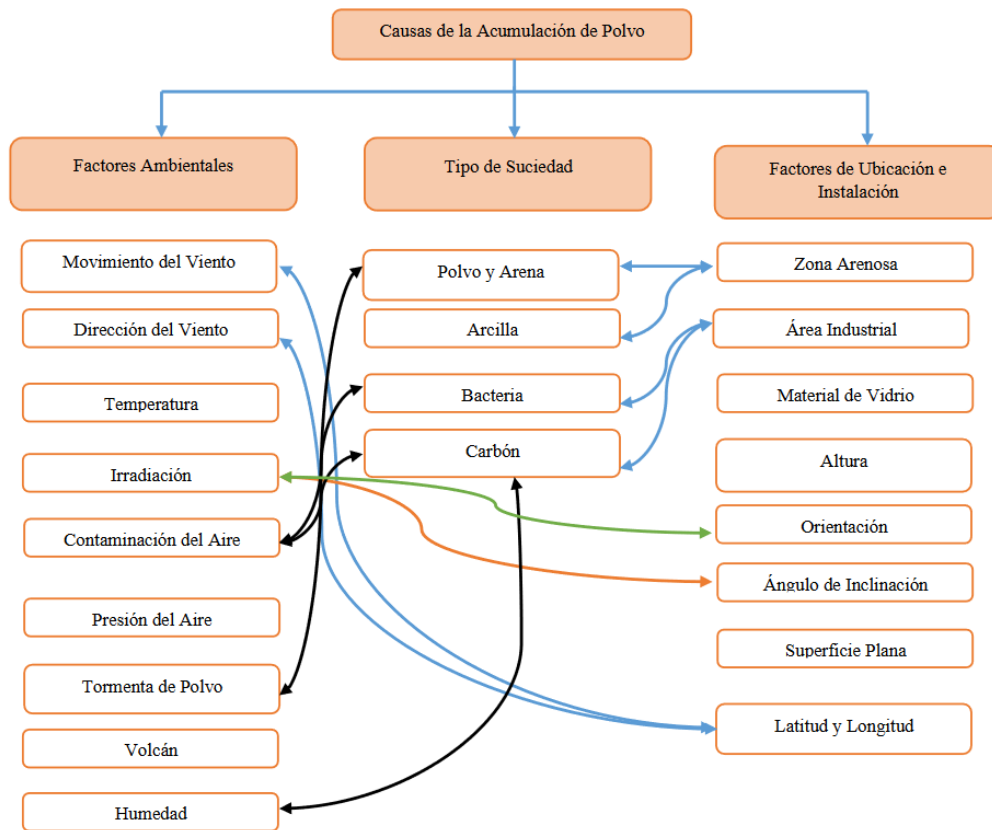 Causas de la Acumulación de Polvo
Factores Ambientales
Tipo de Suciedad
Factores de Ubicación e
Instalación
Movimiento del Viento
Dirección del Viento
Temperatura
Irradiación
Contaminación del Aire
Presión del Aire
Tormenta de Polvo
Volcán
Humedad
Polvo y Arena
Arcilla
Bacteria
Carbón
Zona Arenosa
Área Industrial
Material de Vidrio
Altura
Orientación
Ángulo de Inclinación
Superficie Plana
Latitud y Longitud